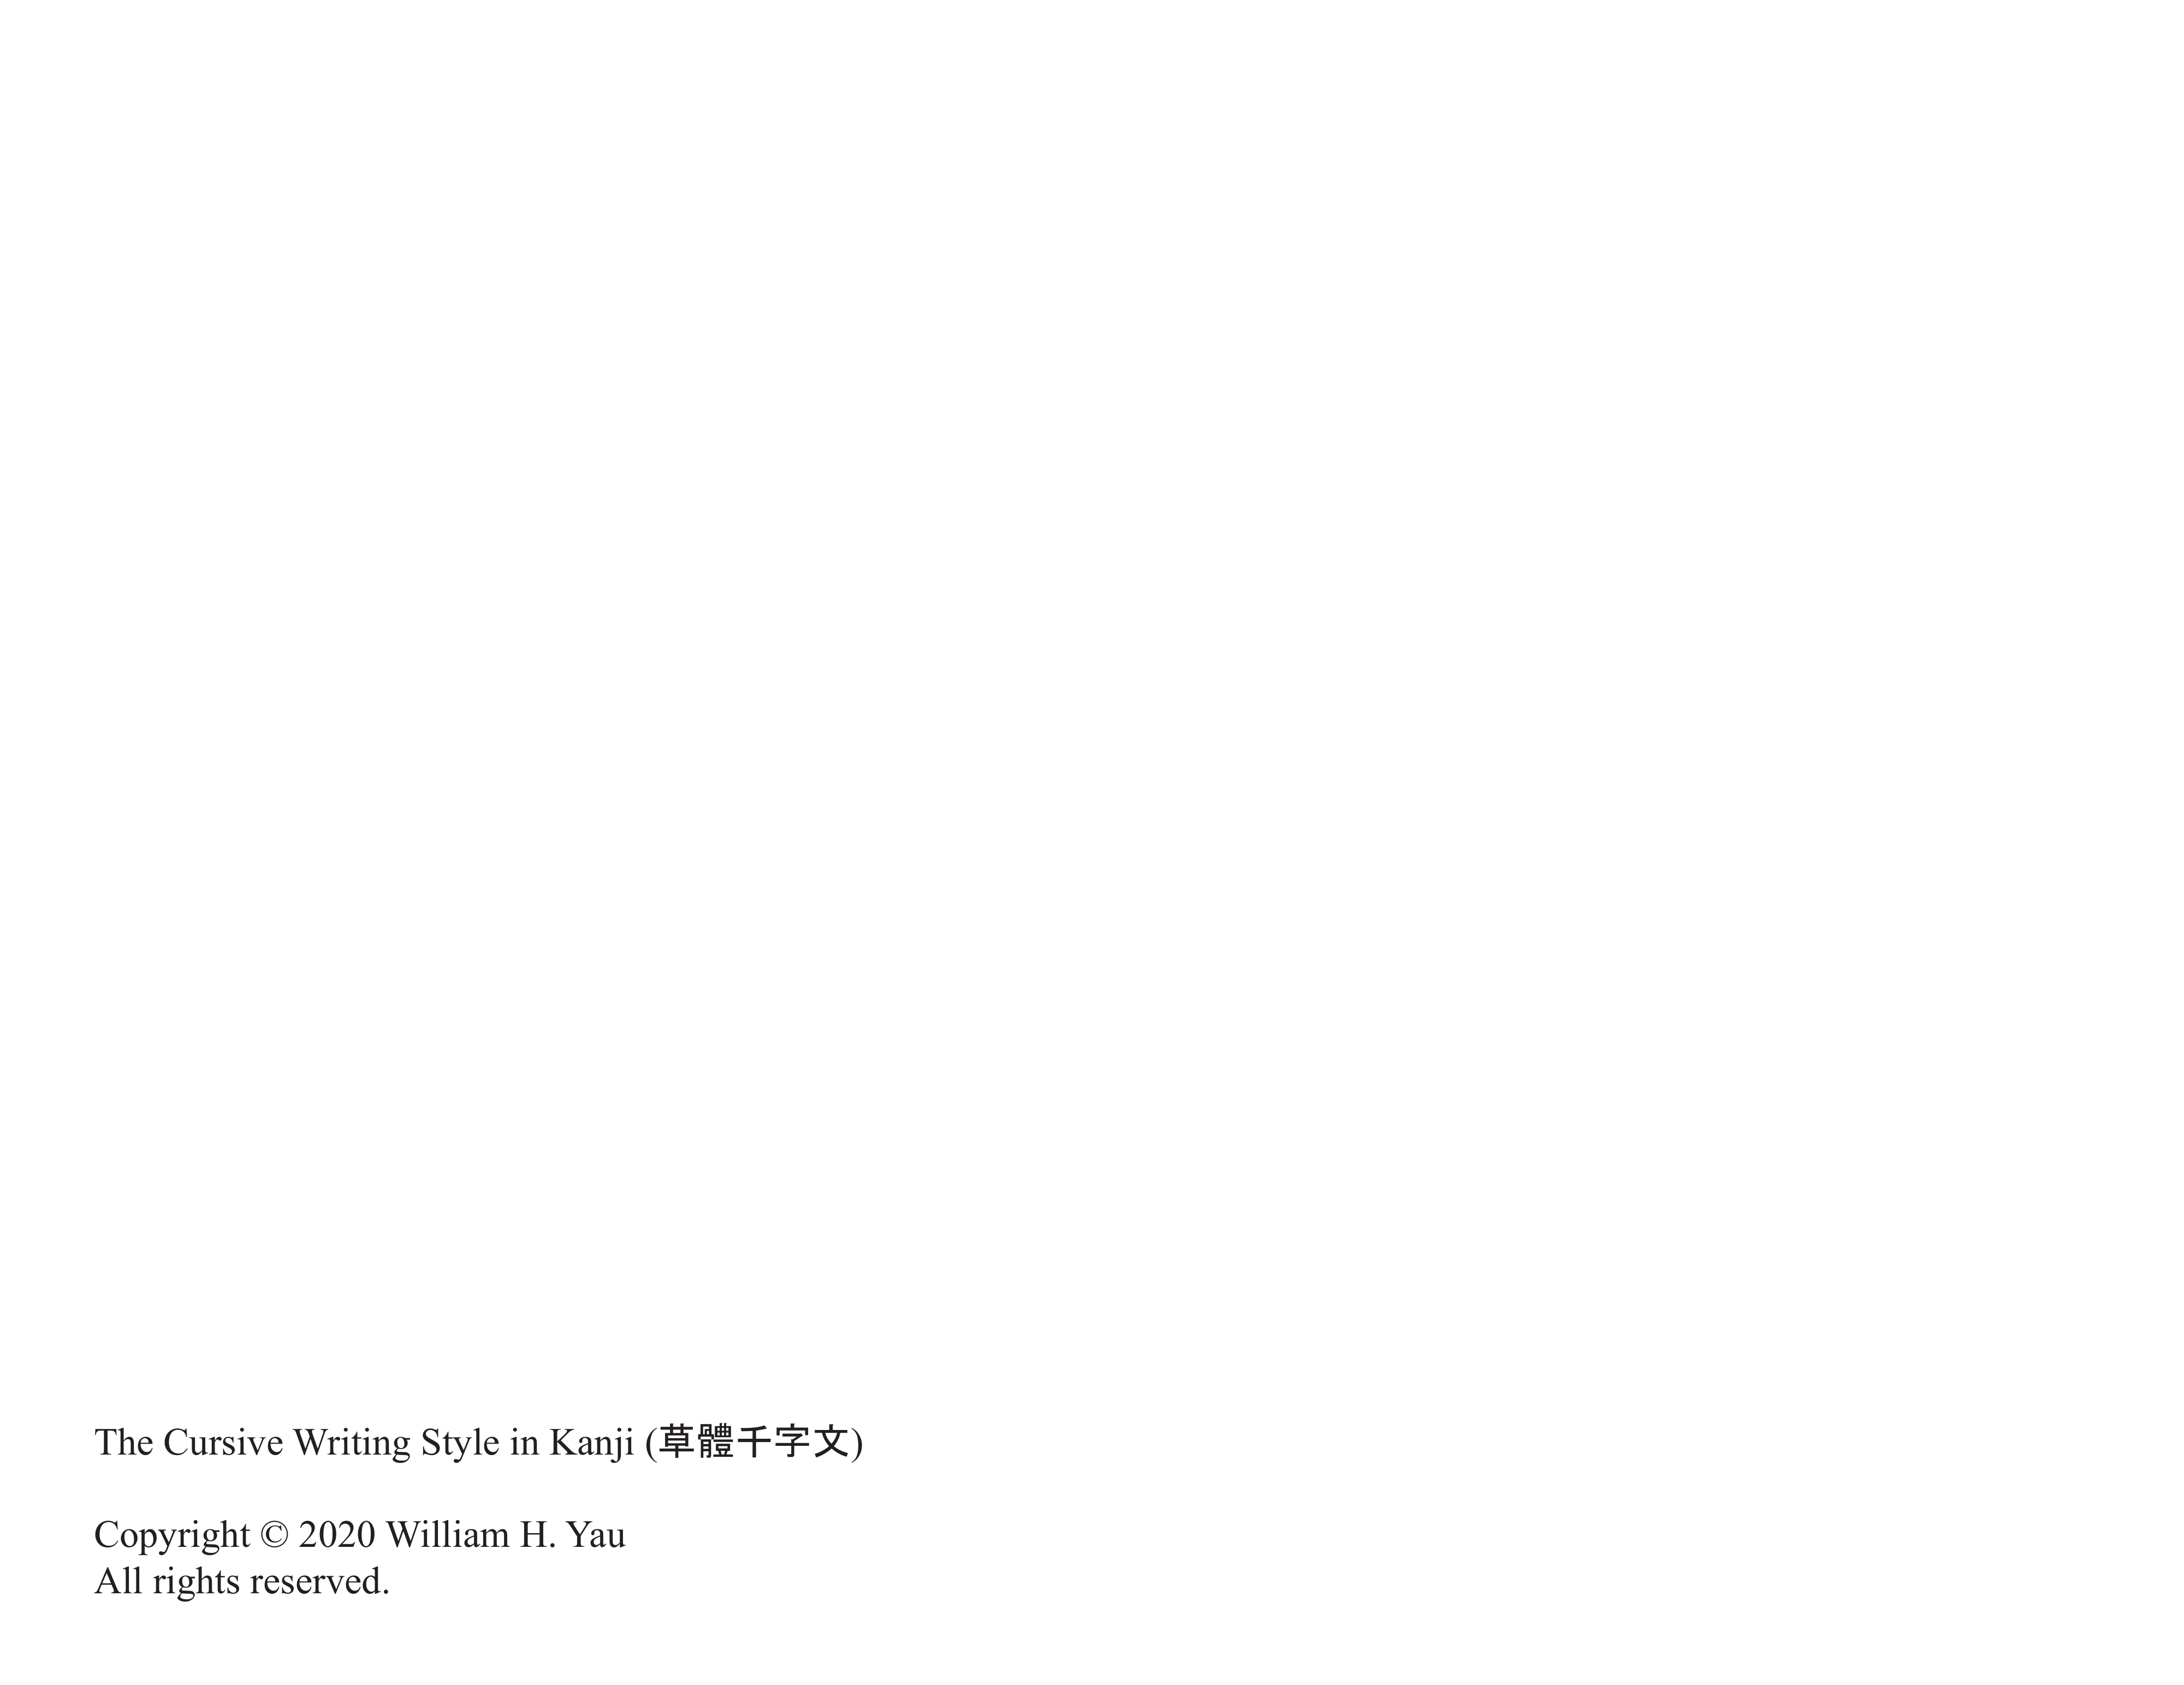 The Cursive Writing Style in Kanji (草體千字文)
Copyright © 2020 William H. Yau
All rights reserved.